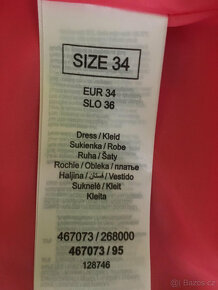 SIZE 34
EUR 34
SLO 36
Dress / Kleid
Sukienka / Robe
Ruha / Šaty
Rochie / Obleka / платье
Haljina / فستان / Vestido
Suknelė / Kleit
Kleita
467073 / 268000
467073 / 95
128746